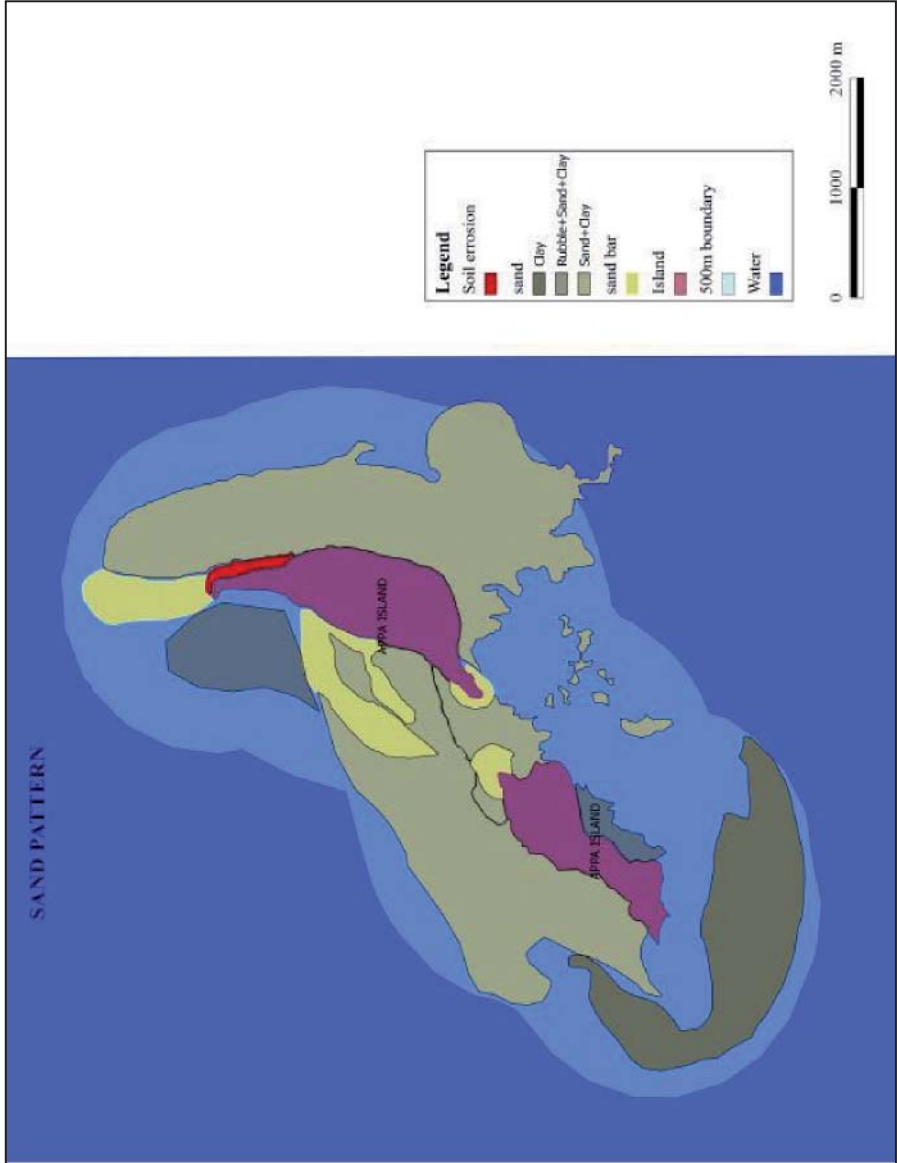 SAND PATTERN
APPA ISLAND
APPA ISLAND
Legend
Soil errosion
sand
Clay
Rubble+Sand+Clay
Sand+Clay
sand bar
Island
500m boundary
Water
0 1000 2000 m